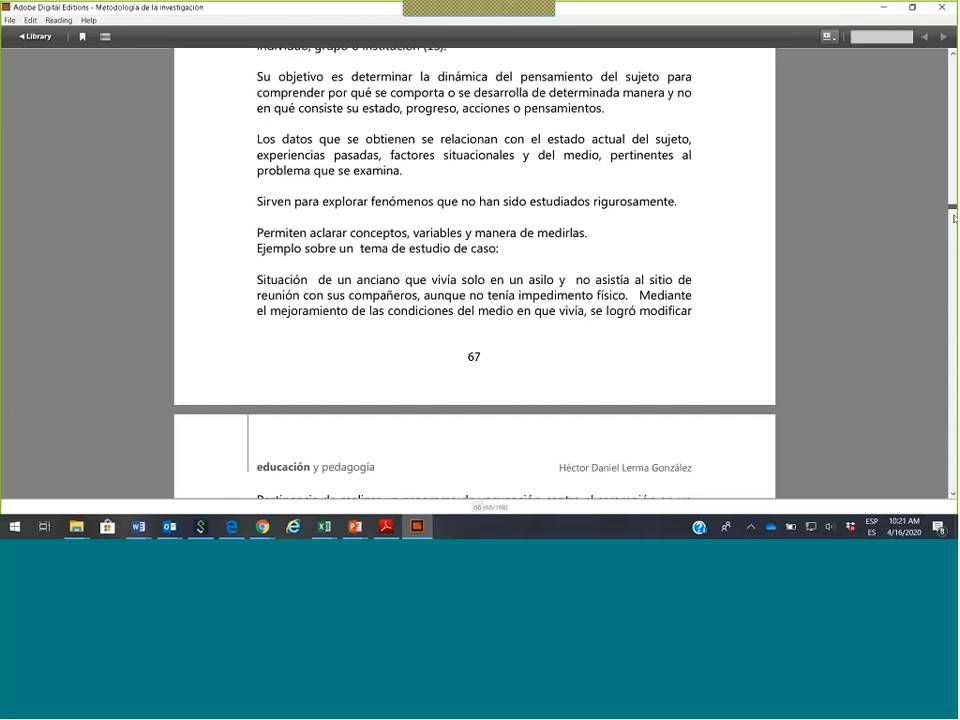 Adobe Digital Editions - Metodología de la investigación
File Edit Reading Help
Library
individuo, grupo o institución (15).
Su objetivo es determinar la dinámica del pensamiento del sujeto para
comprender por qué se comporta o se desarrolla de determinada manera y no
en qué consiste su estado, progreso, acciones o pensamientos.
Los datos que se obtienen se relacionan con el estado actual del sujeto,
experiencias pasadas, factores situacionales y del medio, pertinentes al
problema que se examina.
Sirven para explorar fenómenos que no han sido estudiados rigurosamente.
Permiten aclarar conceptos, variables y manera de medirlas.
Ejemplo sobre un tema de estudio de caso:
Situación de un anciano que vivía solo en un asilo y no asistía al sitio de
reunión con sus compañeros, aunque no tenía impedimento físico. Mediante
el mejoramiento de las condiciones del medio en que vivía, se logró modificar
67
educación y pedagogía Héctor Daniel Lerma González
66 (68/198)
ESP 10:21 AM
ES 4/16/2020